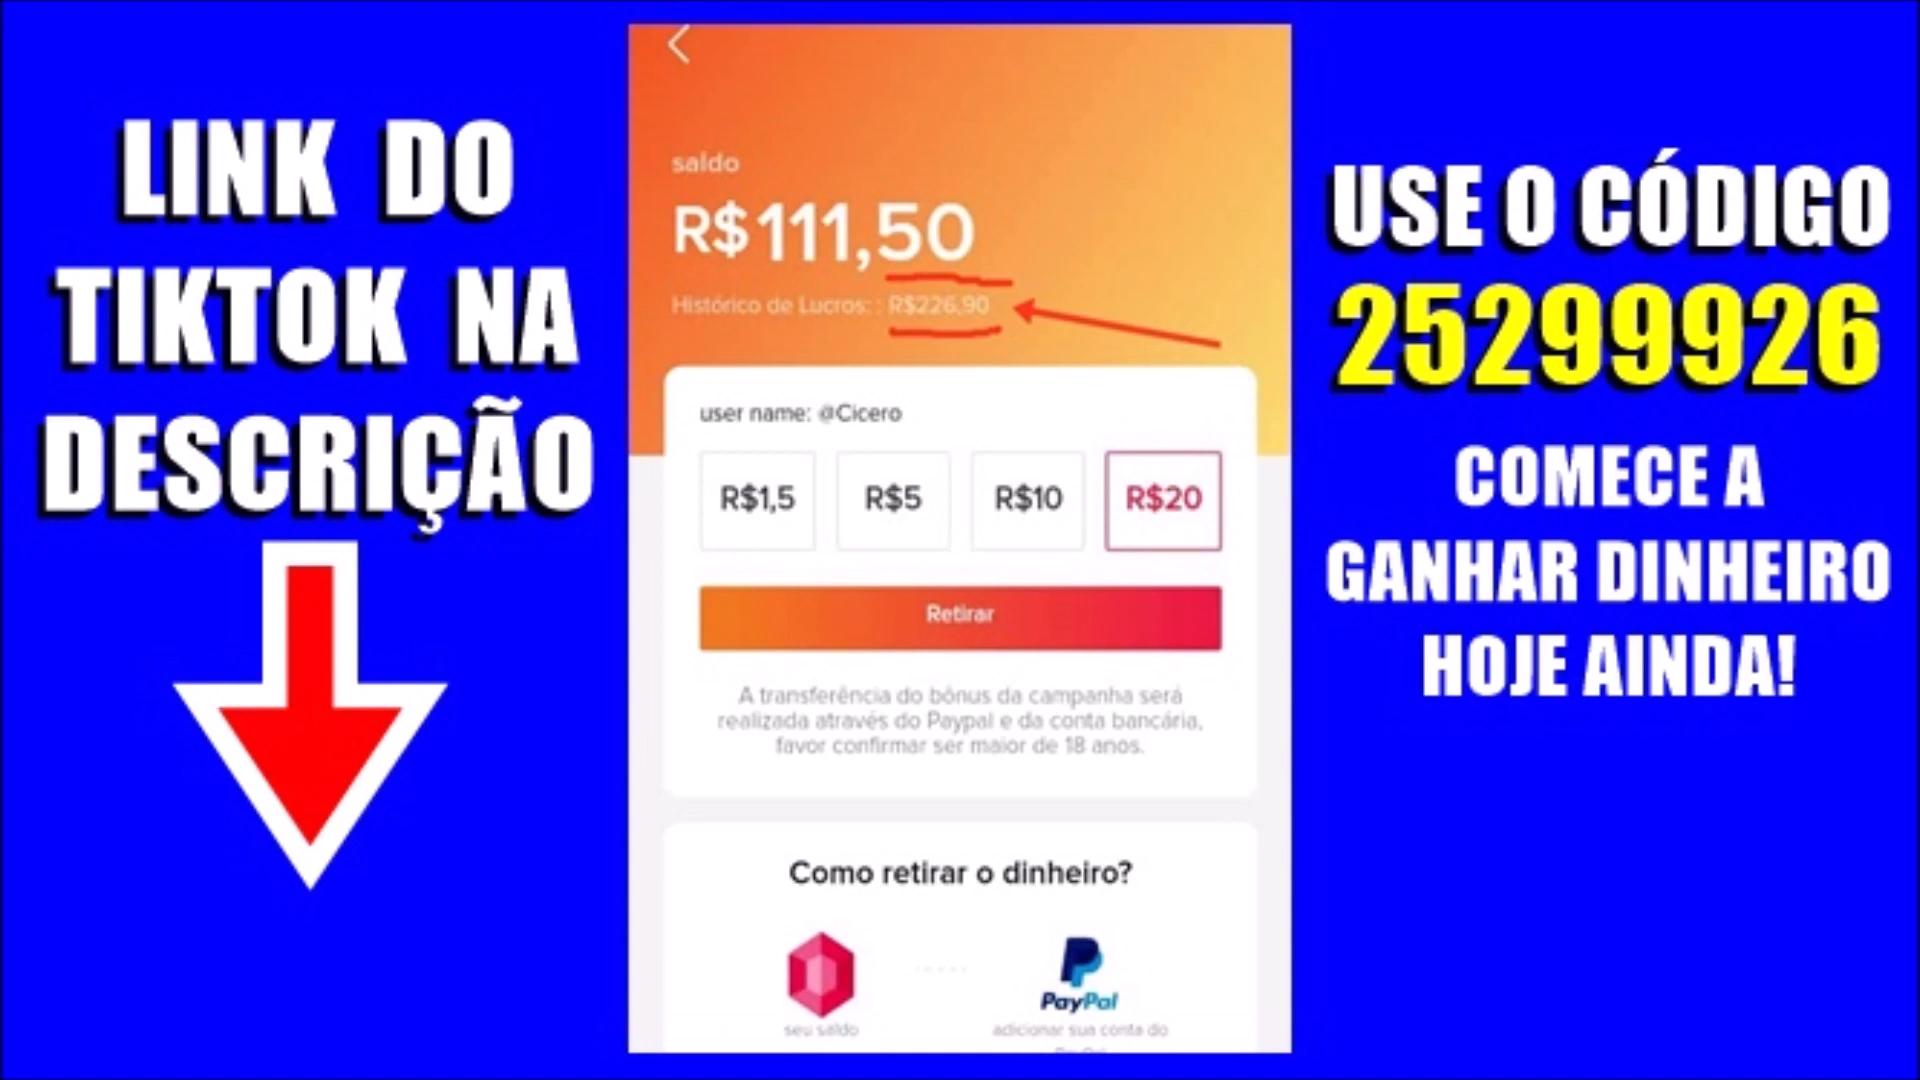 LINK DO
TIKTOK NA
DESCRIÇÃO
saldo
R$111,50
Histórico de Lucros: : R$226,90
user name: @Cicero
R$1,5
R$5
R$10
R$20
Retirar
A transferência do bônus da campanha será
realizada através do Paypal e da conta bancária,
favor confirmar ser maior de 18 anos.
Como retirar o dinheiro?
PayPal
seu saldo
adicionar sua conta do
USE O CÓDIGO
25299926
COMECE A
GANHAR DINHEIRO
HOJE AINDA!